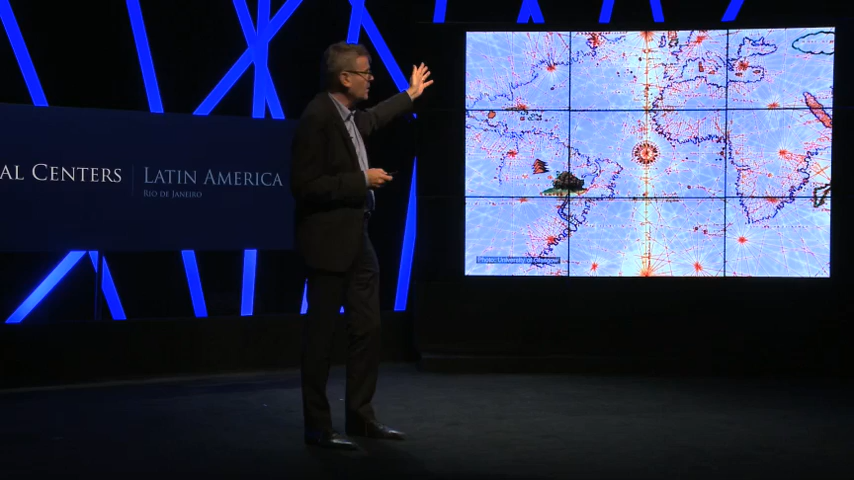 AL CENTERS | LATIN AMERICA
RIO DE JANEIRO
Photo: University of Glasgow